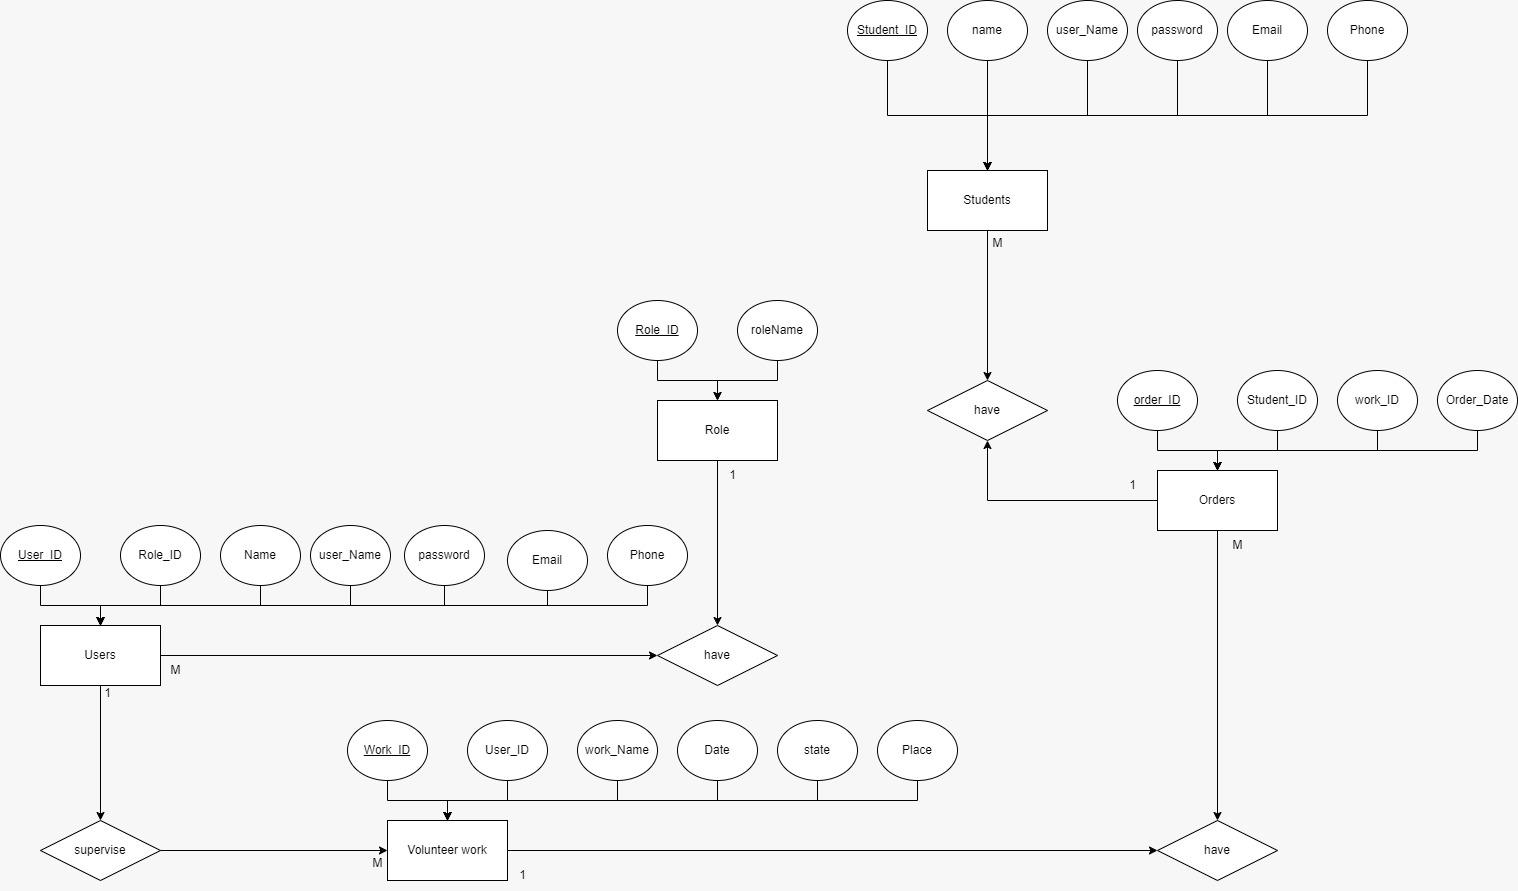 Student_ID
name
user_Name
password
Email
Phone
Students
M
Role_ID
roleName
Role
1
have
order_ID
Student_ID
work_ID
Order_Date
Orders
1
M
User_ID
Role_ID
Name
user_Name
password
Email
Phone
Users
M
1
have
Work_ID
User_ID
work_Name
Date
state
Place
supervise
M
Volunteer work
1
have